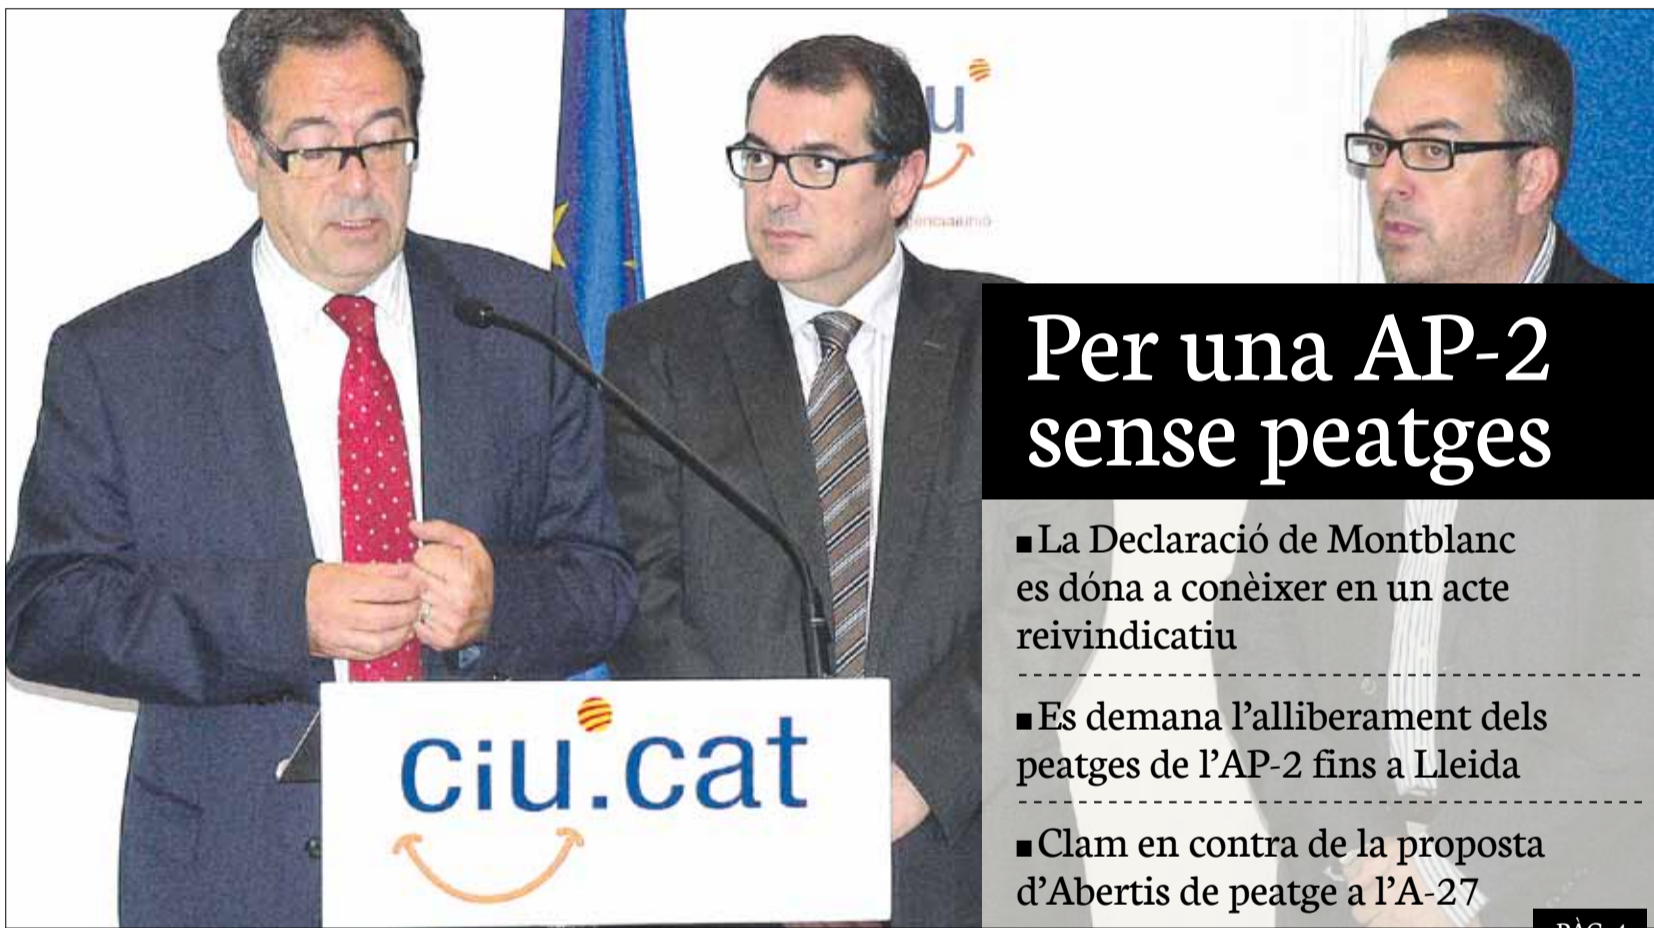 u
Per una AP-2
sense peatges
■ La Declaració de Montblanc
es dóna a conèixer en un acte
reivindicatiu
■ Es demana l'alliberament dels
peatges de l'AP-2 fins a Lleida
■ Clam en contra de la proposta
d'Abertis de peatge a l'A-27
ciu.cat